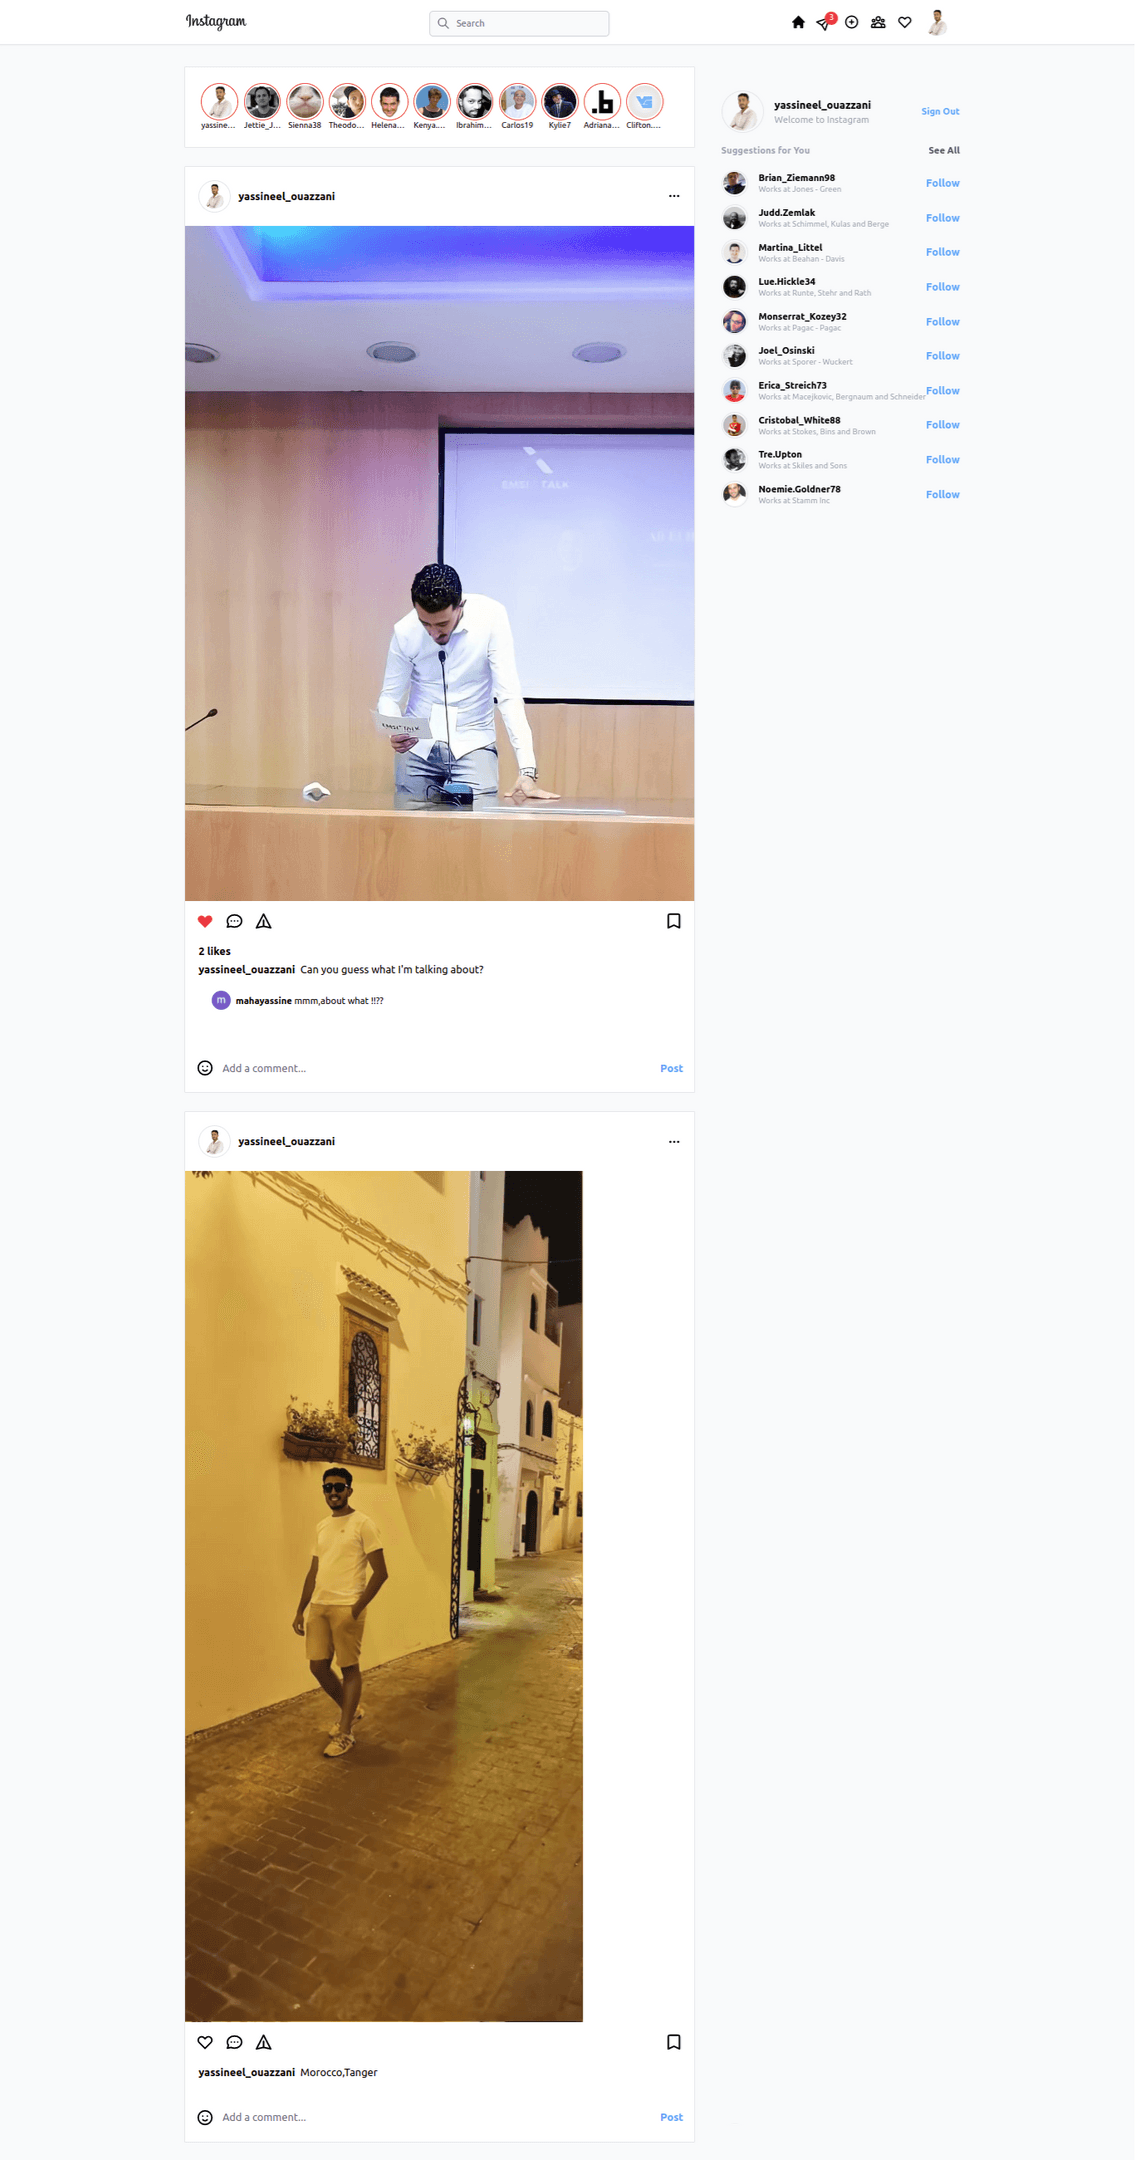 Instagram
Search
3
yassine...
Jettie_J...
Sienna38
Theodo...
Helena...
Kenya....
Ibrahim...
Carlos19
Kylie7
Adriana...
Clifton....
yassineel_ouazzani
Welcome to Instagram
Sign Out
Suggestions for You
See All
Brian_Ziemann98
Works at Jones - Green
Follow
Judd.Zemlak
Works at Schimmel, Kulas and Berge
Follow
Martina_Littel
Works at Beahan - Davis
Follow
Lue.Hickle34
Works at Runte, Stehr and Rath
Follow
Monserrat_Kozey32
Works at Pagac - Pagac
Follow
Joel_Osinski
Works at Sporer - Wuckert
Follow
Erica_Streich73
Works at Macejkovic, Bergnaum and Schneider
Follow
Cristobal_White88
Works at Stokes, Bins and Brown
Follow
Tre.Upton
Works at Skiles and Sons
Follow
Noemie.Goldner78
Works at Stamm Inc
Follow
yassineel_ouazzani
EMSI TALK
EMSI TALK
2 likes
yassineel_ouazzani Can you guess what I'm talking about?
m
mahayassine mmm,about what !!??
Add a comment...
Post
yassineel_ouazzani
yassineel_ouazzani Morocco,Tanger
Add a comment...
Post